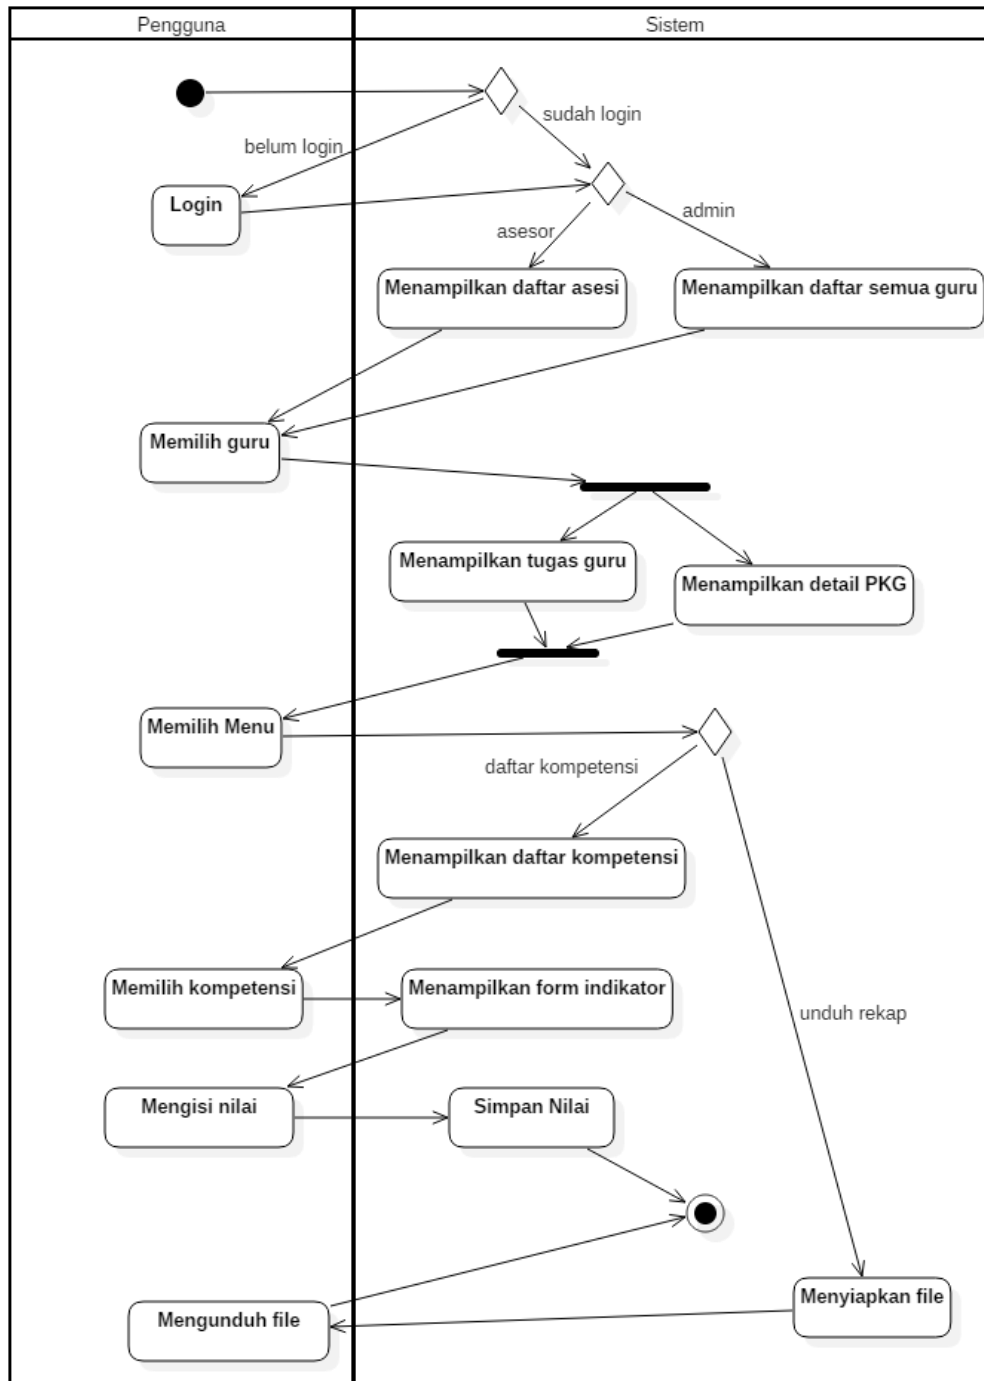 Pengguna
Sistem
sudah login
belum login
Login
admin
asesor
Menampilkan daftar asesi
Menampilkan daftar semua guru
Memilih guru
Menampilkan tugas guru
Menampilkan detail PKG
Memilih Menu
daftar kompetensi
Menampilkan daftar kompetensi
Memilih kompetensi
Menampilkan form indikator
unduh rekap
Mengisi nilai
Simpan Nilai
Menyiapkan file
Mengunduh file